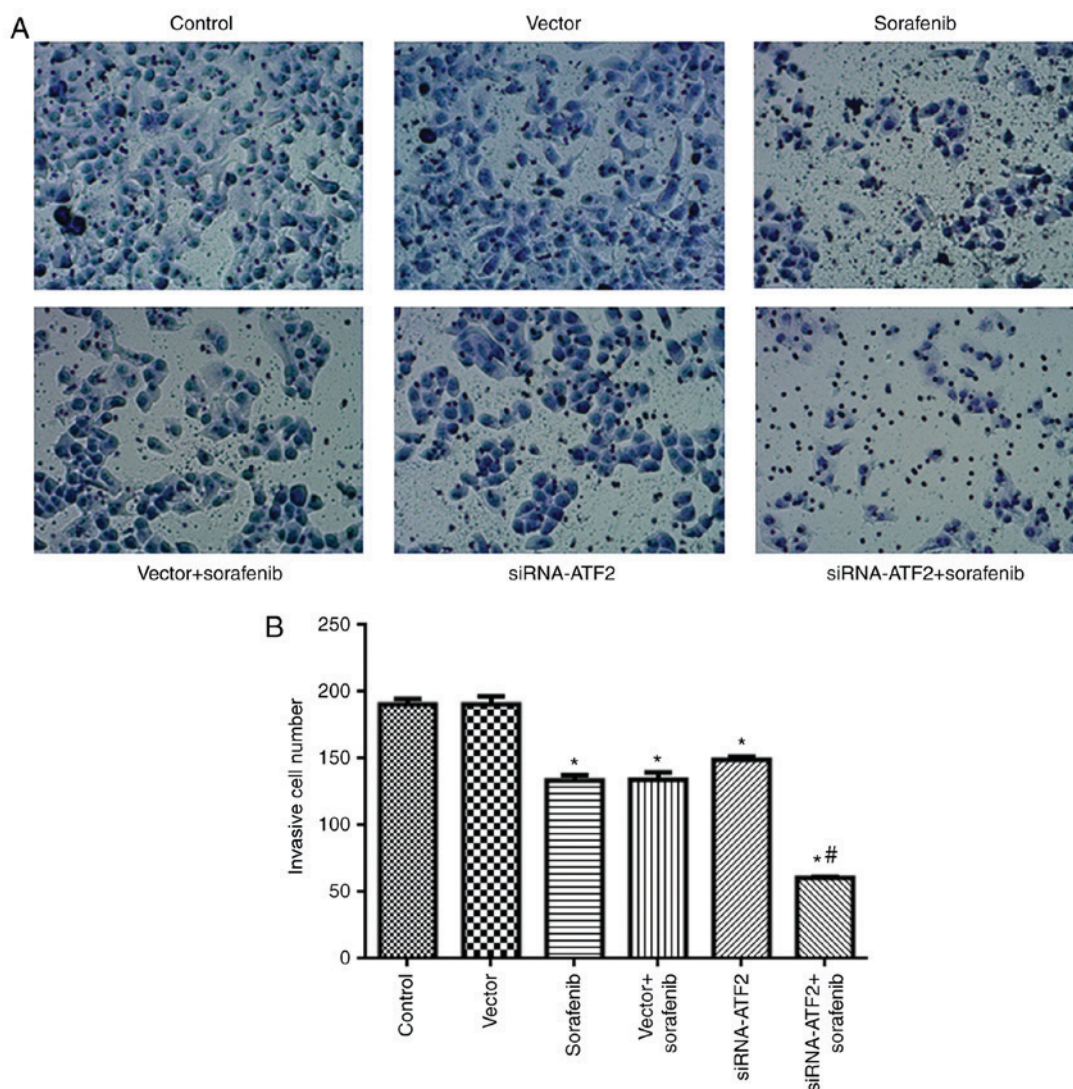 A
Control
Vector
Sorafenib
Vector+sorafenib
siRNA-ATF2
siRNA-ATF2+sorafenib
B
Invasive cell number
250
200
150
100
50
0
*
*
*
* #
Control
Vector
Sorafenib
Vector+
sorafenib
siRNA-ATF2
siRNA-ATF2+
sorafenib